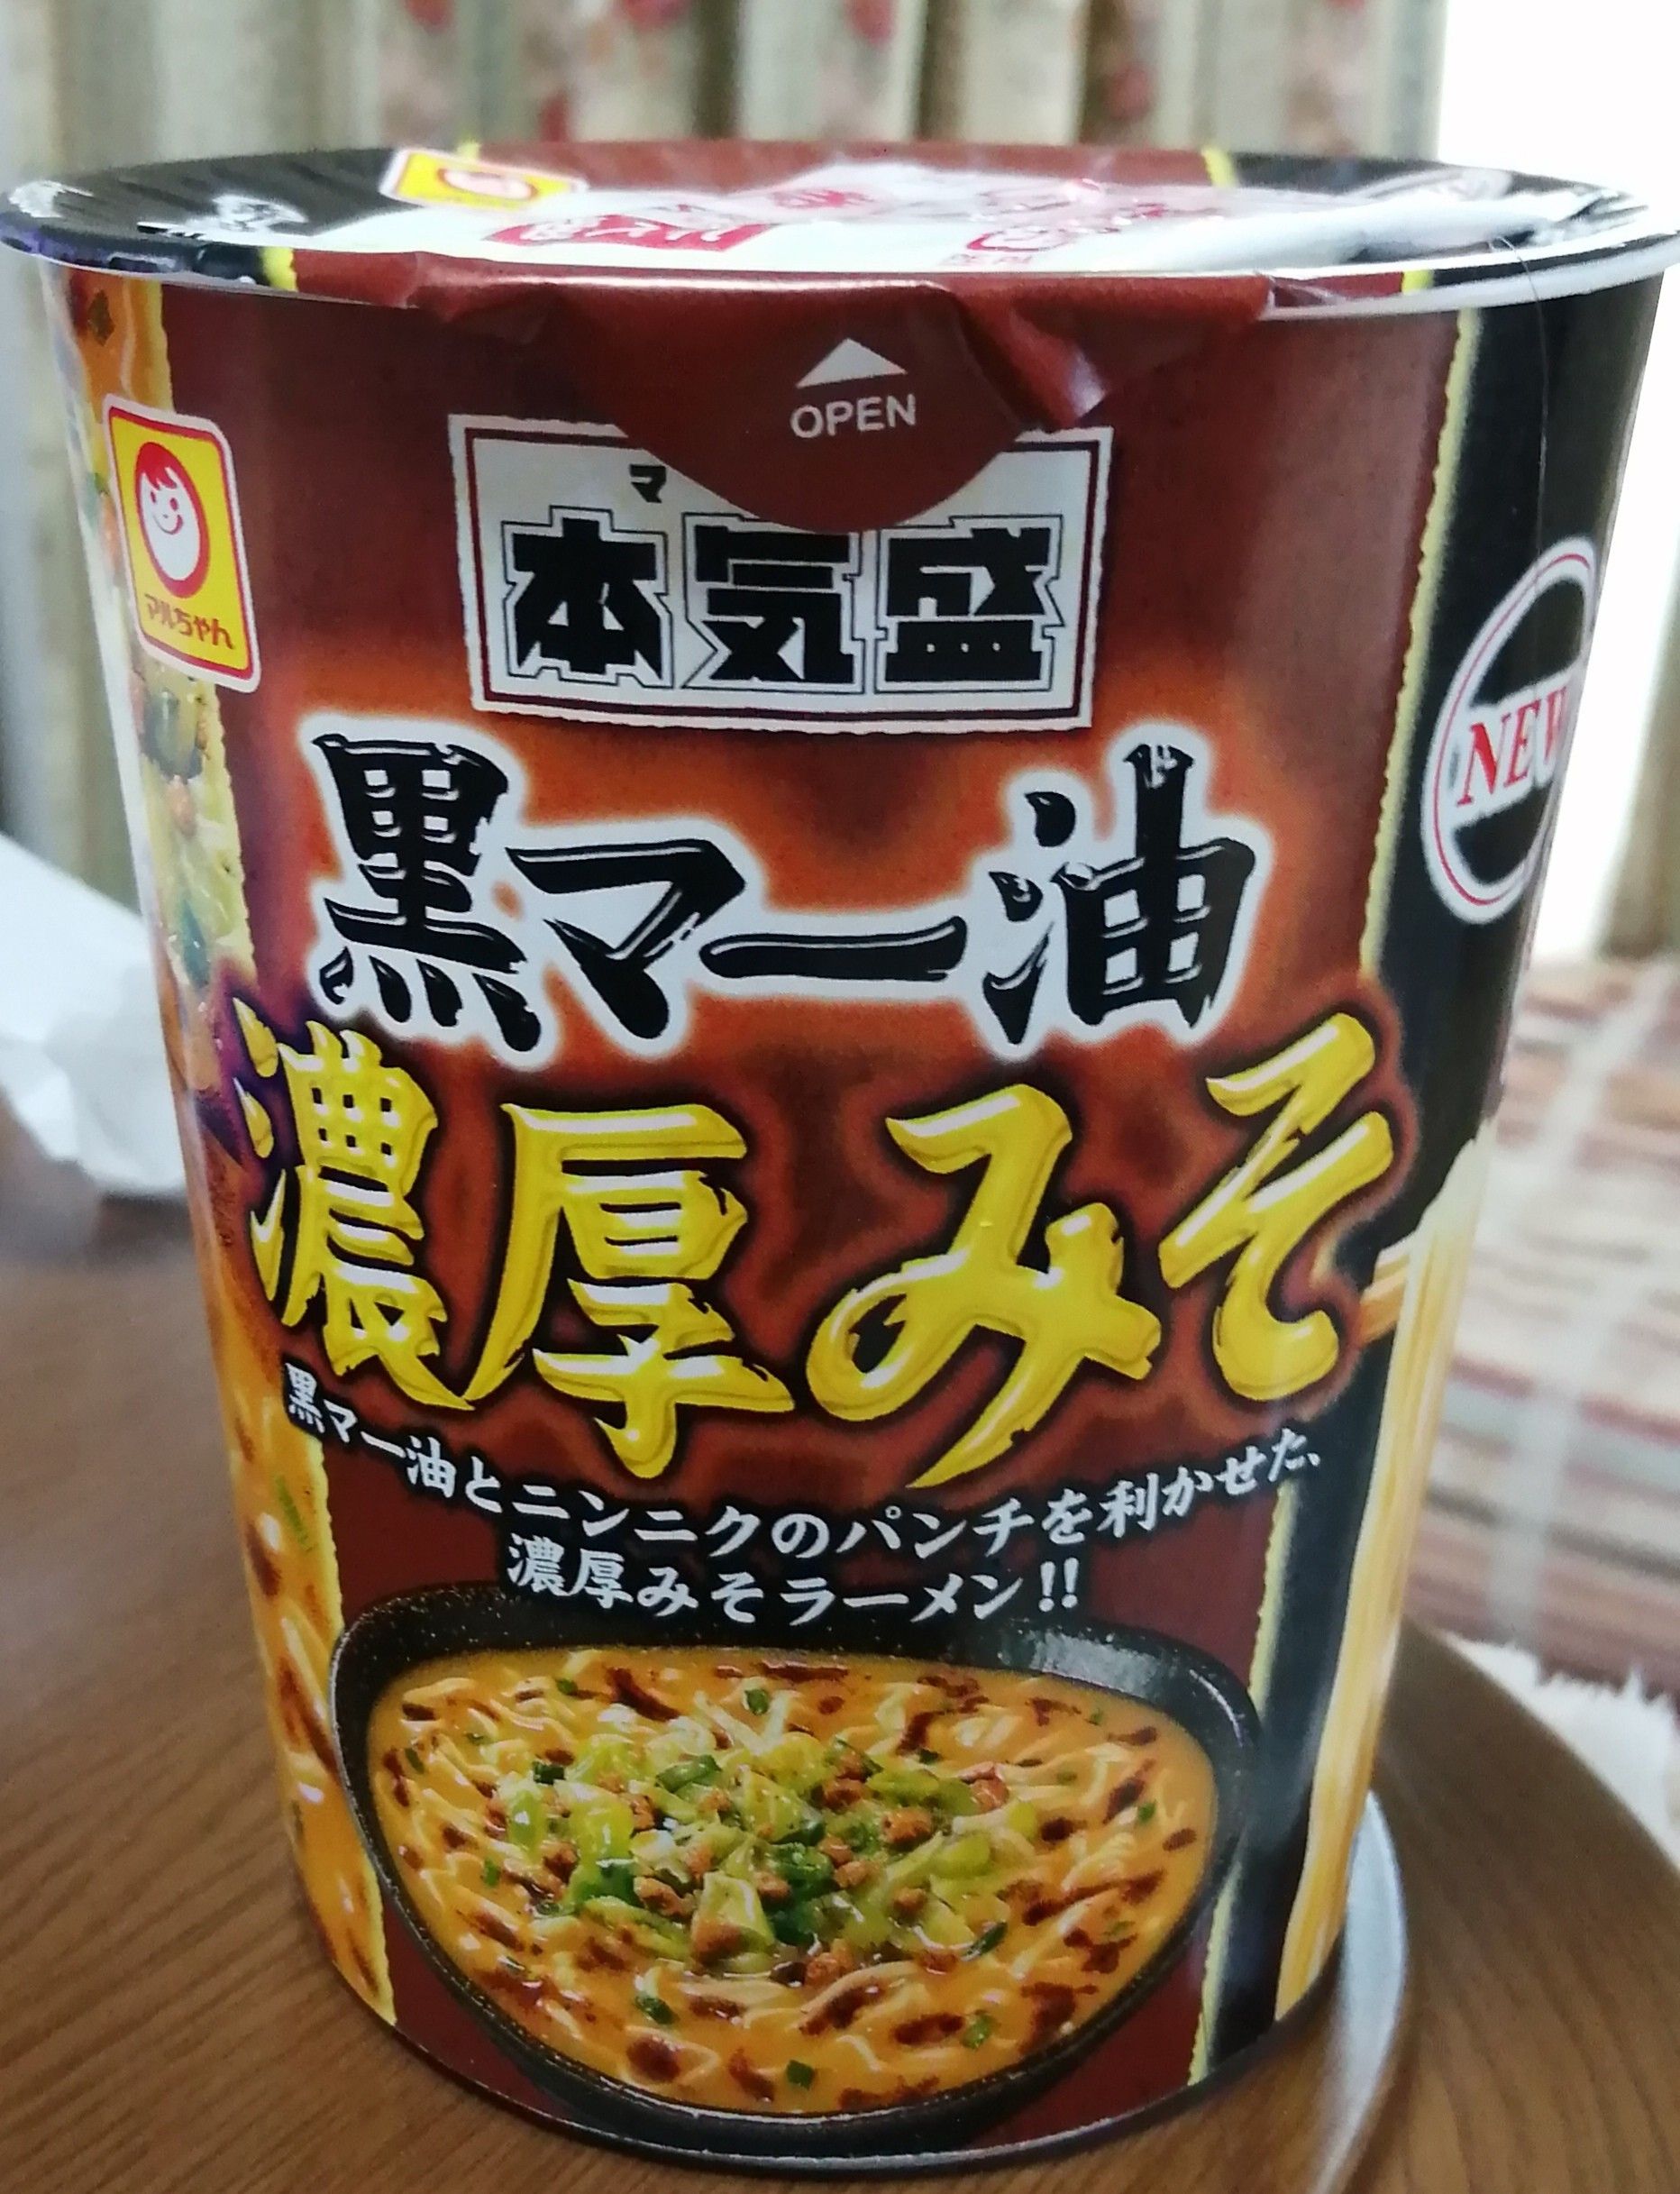 OPEN
マ
本気盛
マルちゃん
NEW
黒マー油
濃厚みそ
黒マー油とニンニクのパンチを利かせた、
濃厚みそラーメン!!